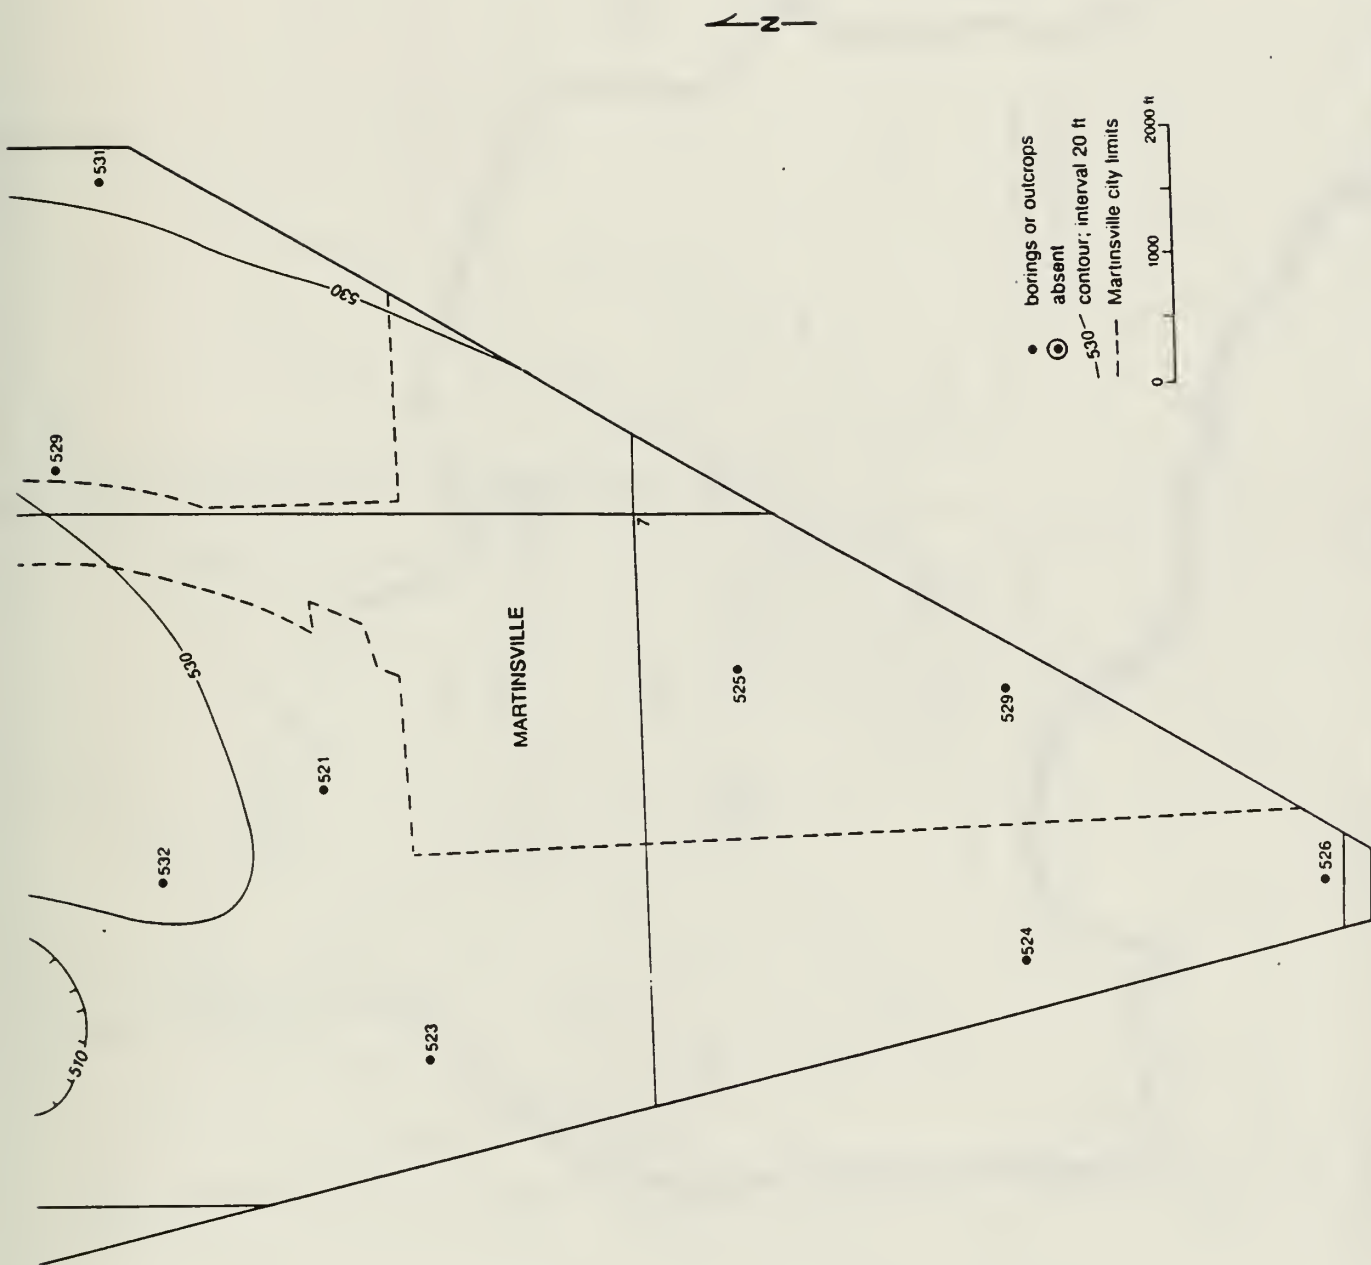 N
531
530
529
530
532
521
510
523
MARTINSVILLE
7
525
529
524
526
borings or outcrops
absent
530 contour; interval 20 ft
Martinsville city limits
0 1000 2000 ft